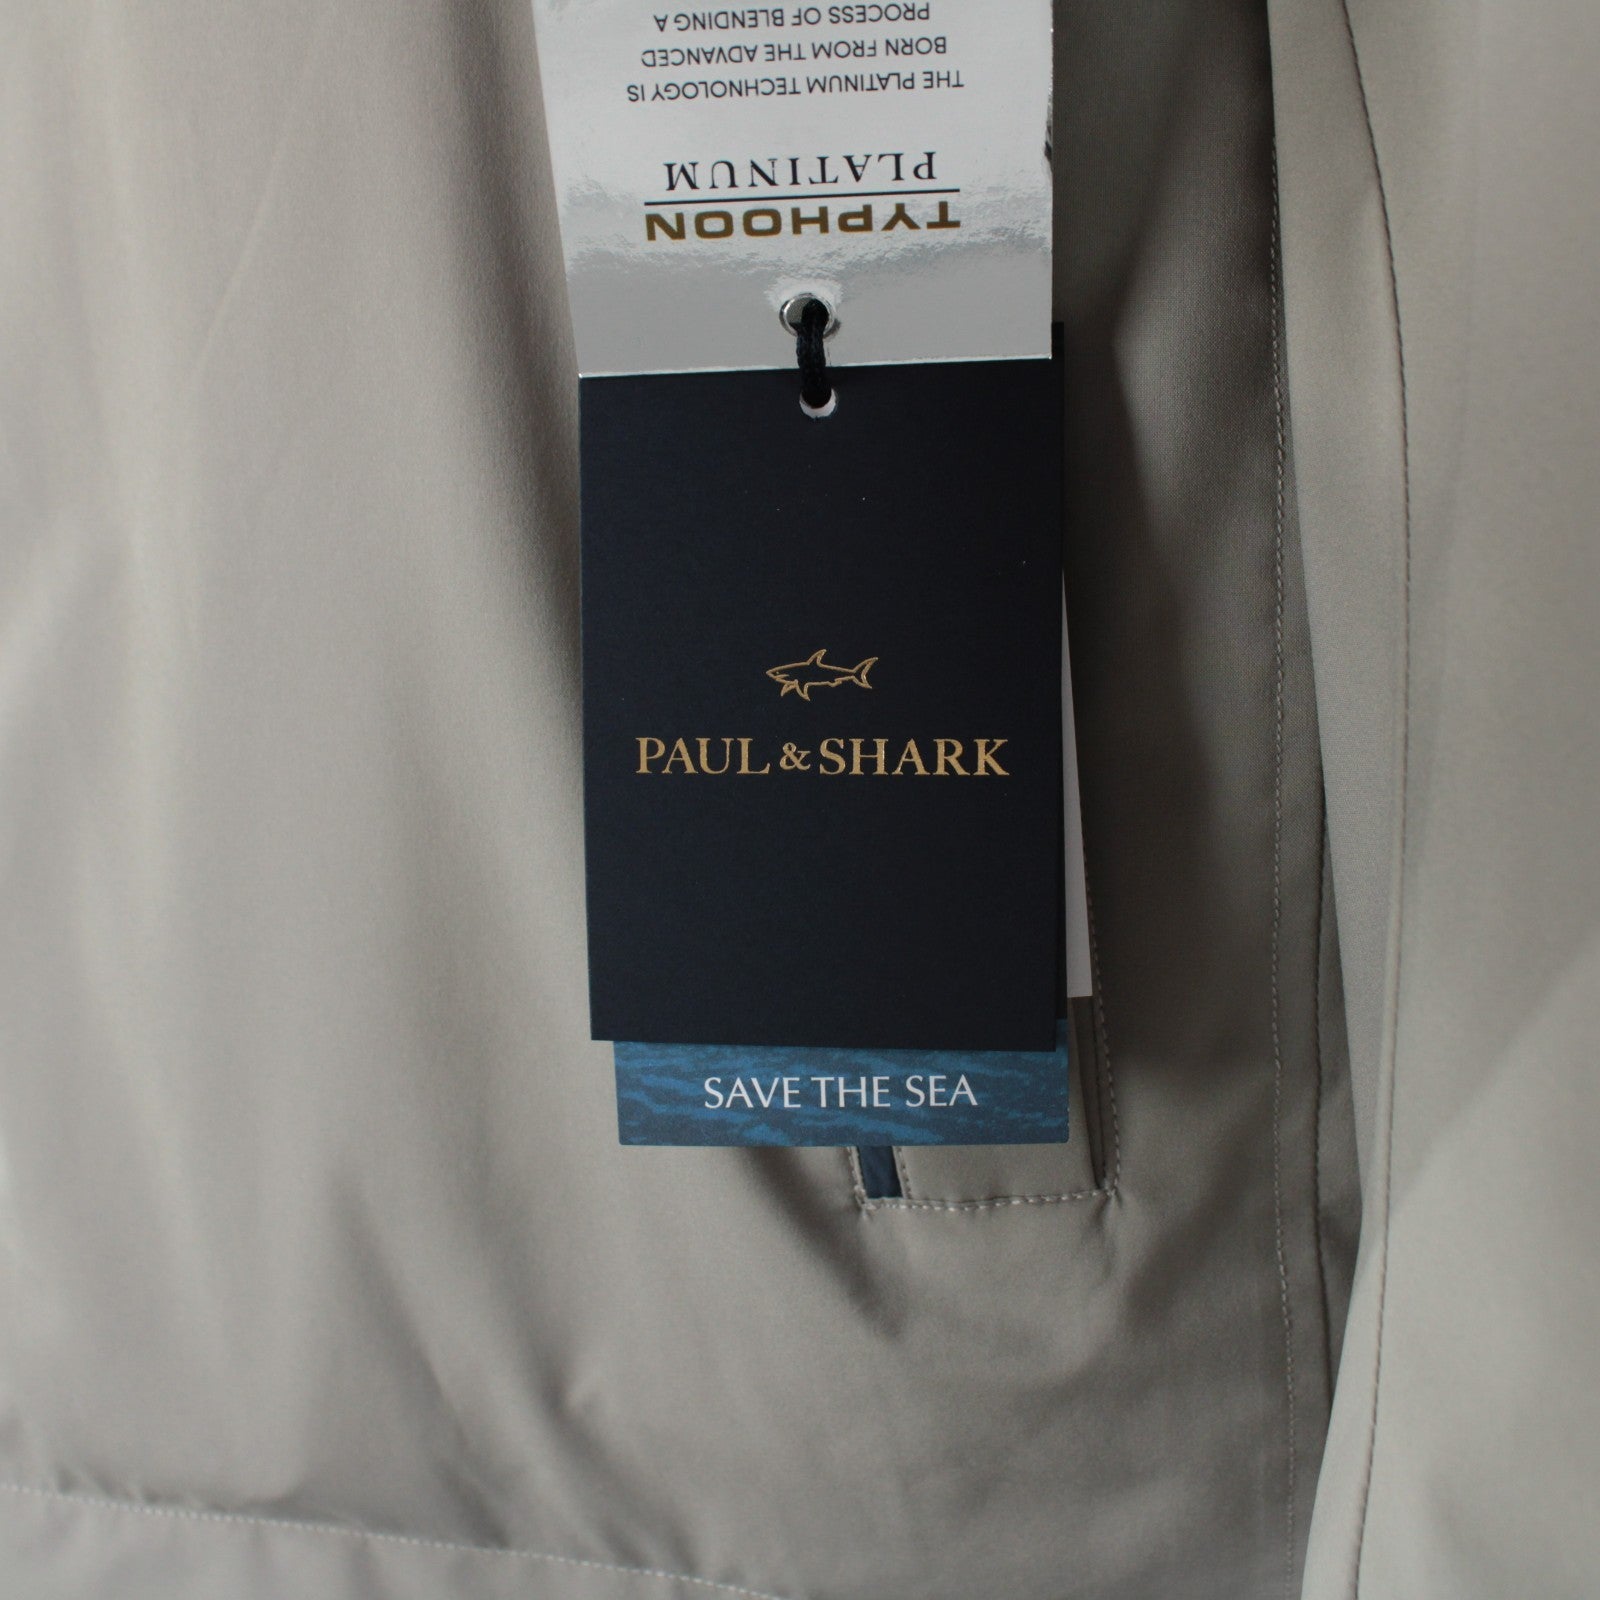 TYPHOON
PLATINUM
THE PLATINUM TECHNOLOGY IS
BORN FROM THE ADVANCED
PROCESS OF BLENDING A
PAUL & SHARK
SAVE THE SEA